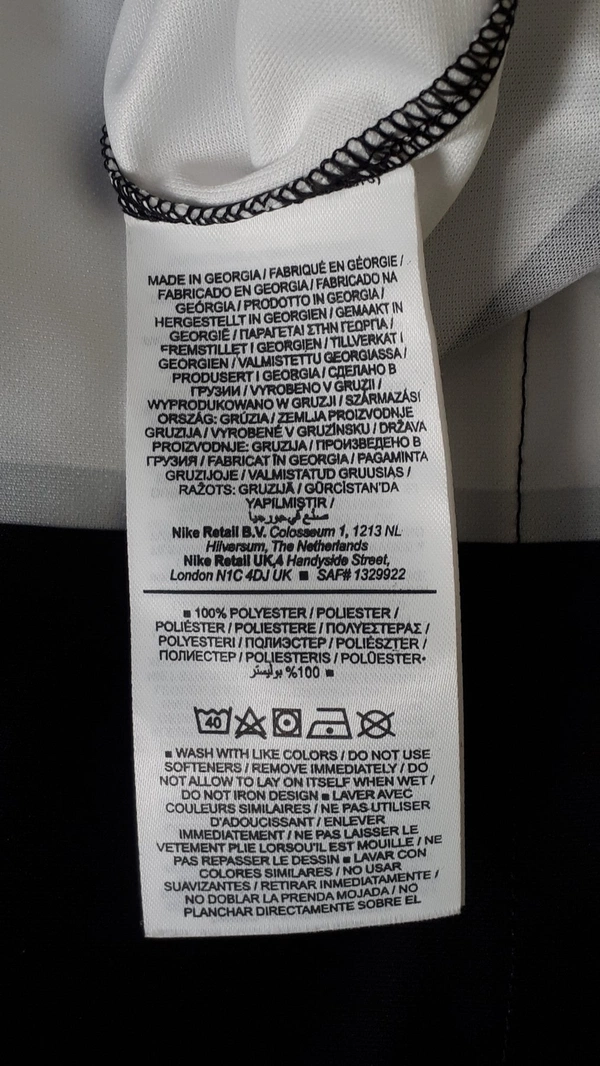 MADE IN GEORGIA / FABRIQUÉ EN GÉORGIE /
FABRICADO EN GEORGIA / FABRICADO NA
GEÓRGIA / PRODOTTO IN GEORGIA /
HERGESTELLT IN GEORGIEN / GEMAAKT IN
GEORGIË / ΠΑΡΑΓΕΤΑΙ ΣΤΗΝ ΓΕΩΡΓΙΑ /
FREMSTILLET I GEORGIEN / TILLVERKAT I
GEORGIEN / VALMISTETTU GEORGIASSA /
PRODUSERT I GEORGIA / СДЕЛАНО В
ГРУЗИИ / VYROBENO V GRUZII /
WYPRODUKOWANO W GRUZJI / SZÁRMAZÁSI
ORSZÁG: GRÚZIA / ZEMLJA PROIZVODNJE
GRUZIJA / VYROBENÉ V GRUZÍNSKU / DRŽAVA
PROIZVODNJE: GRUZIJA / ПРОИЗВЕДЕНО В
ГРУЗИЯ / FABRICAT ÎN GEORGIA / PAGAMINTA
GRUZIJOJE / VALMISTATUD GRUUSIAS /
RAŽOTS: GRUZIJĀ / GÜRCİSTAN'DA
YAPILMIŞTIR /
صنع في جورجيا
Nike Retail B.V. Colosseum 1, 1213 NL
Hilversum, The Netherlands
Nike Retail UK,4 Handyside Street,
London N1C 4DJ UK ■ SAF# 1329922
■ 100% POLYESTER / POLIESTER /
POLIÉSTER / POLIESTERE / ΠΟΛΥΕΣΤΕΡΑΣ /
POLYESTERI / ПОЛИЭСТЕР / POLIÉSZTER /
ПОЛИЕСТЕР / POLIESTERIS / POLÜESTER•
100% بوليستر ■
40
■ WASH WITH LIKE COLORS / DO NOT USE
SOFTENERS / REMOVE IMMEDIATELY / DO
NOT ALLOW TO LAY ON ITSELF WHEN WET /
DO NOT IRON DESIGN ■ LAVER AVEC
COULEURS SIMILAIRES / NE PAS UTILISER
D'ADOUCISSANT / ENLEVER
IMMEDIATEMENT / NE PAS LAISSER LE
VETEMENT PLIE LORSQU'IL EST MOUILLE / NE
PAS REPASSER LE DESSIN ■ LAVAR CON
COLORES SIMILARES / NO USAR
SUAVIZANTES / RETIRAR INMEDIATAMENTE /
NO DOBLAR LA PRENDA MOJADA / NO
PLANCHAR DIRECTAMENTE SOBRE EL